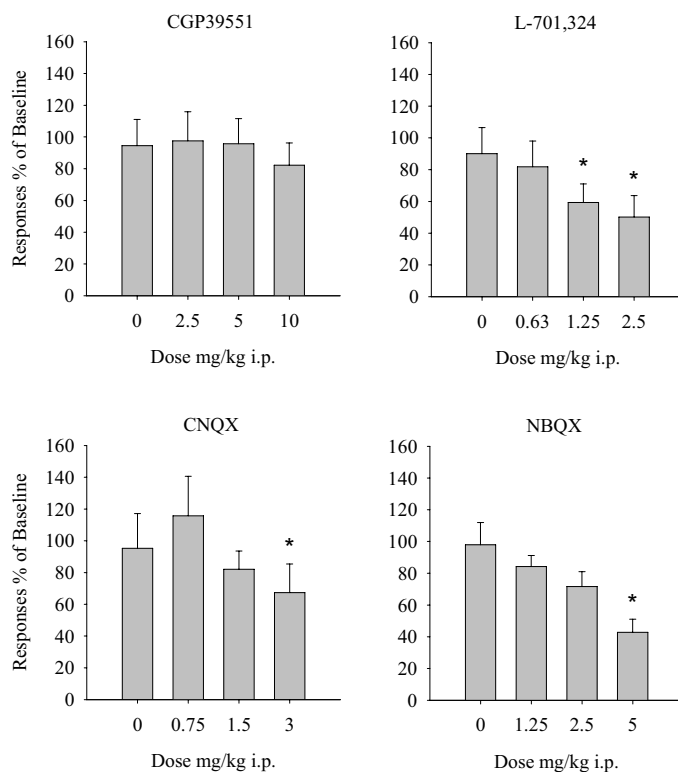 CGP39551
Responses % of Baseline
160
140
120
100
80
60
40
20
0
0 2.5 5 10
Dose mg/kg i.p.
L-701,324
160
140
120
100
80
60
40
20
0
*
*
0 0.63 1.25 2.5
Dose mg/kg i.p.
CNQX
Responses % of Baseline
160
140
120
100
80
60
40
20
0
*
0 0.75 1.5 3
Dose mg/kg i.p.
NBQX
160
140
120
100
80
60
40
20
0
*
0 1.25 2.5 5
Dose mg/kg i.p.